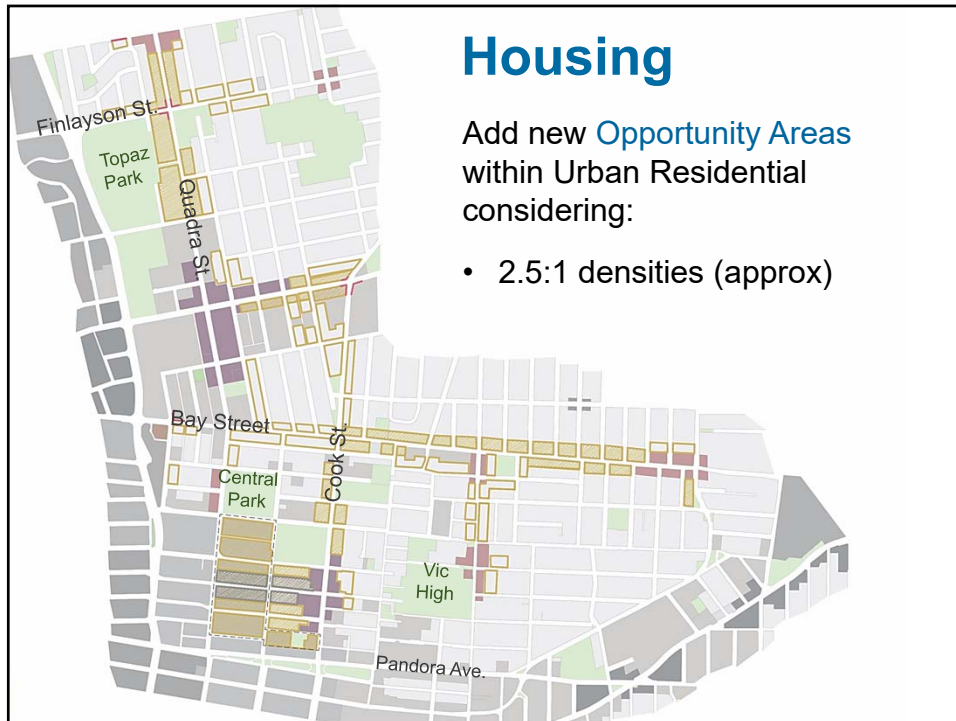 Housing
Add new Opportunity Areas
within Urban Residential
considering:
• 2.5:1 densities (approx)
Finlayson St.
Topaz
Park
Quadra St.
Bay Street
Cook St.
Central
Park
Vic
High
Pandora Ave.